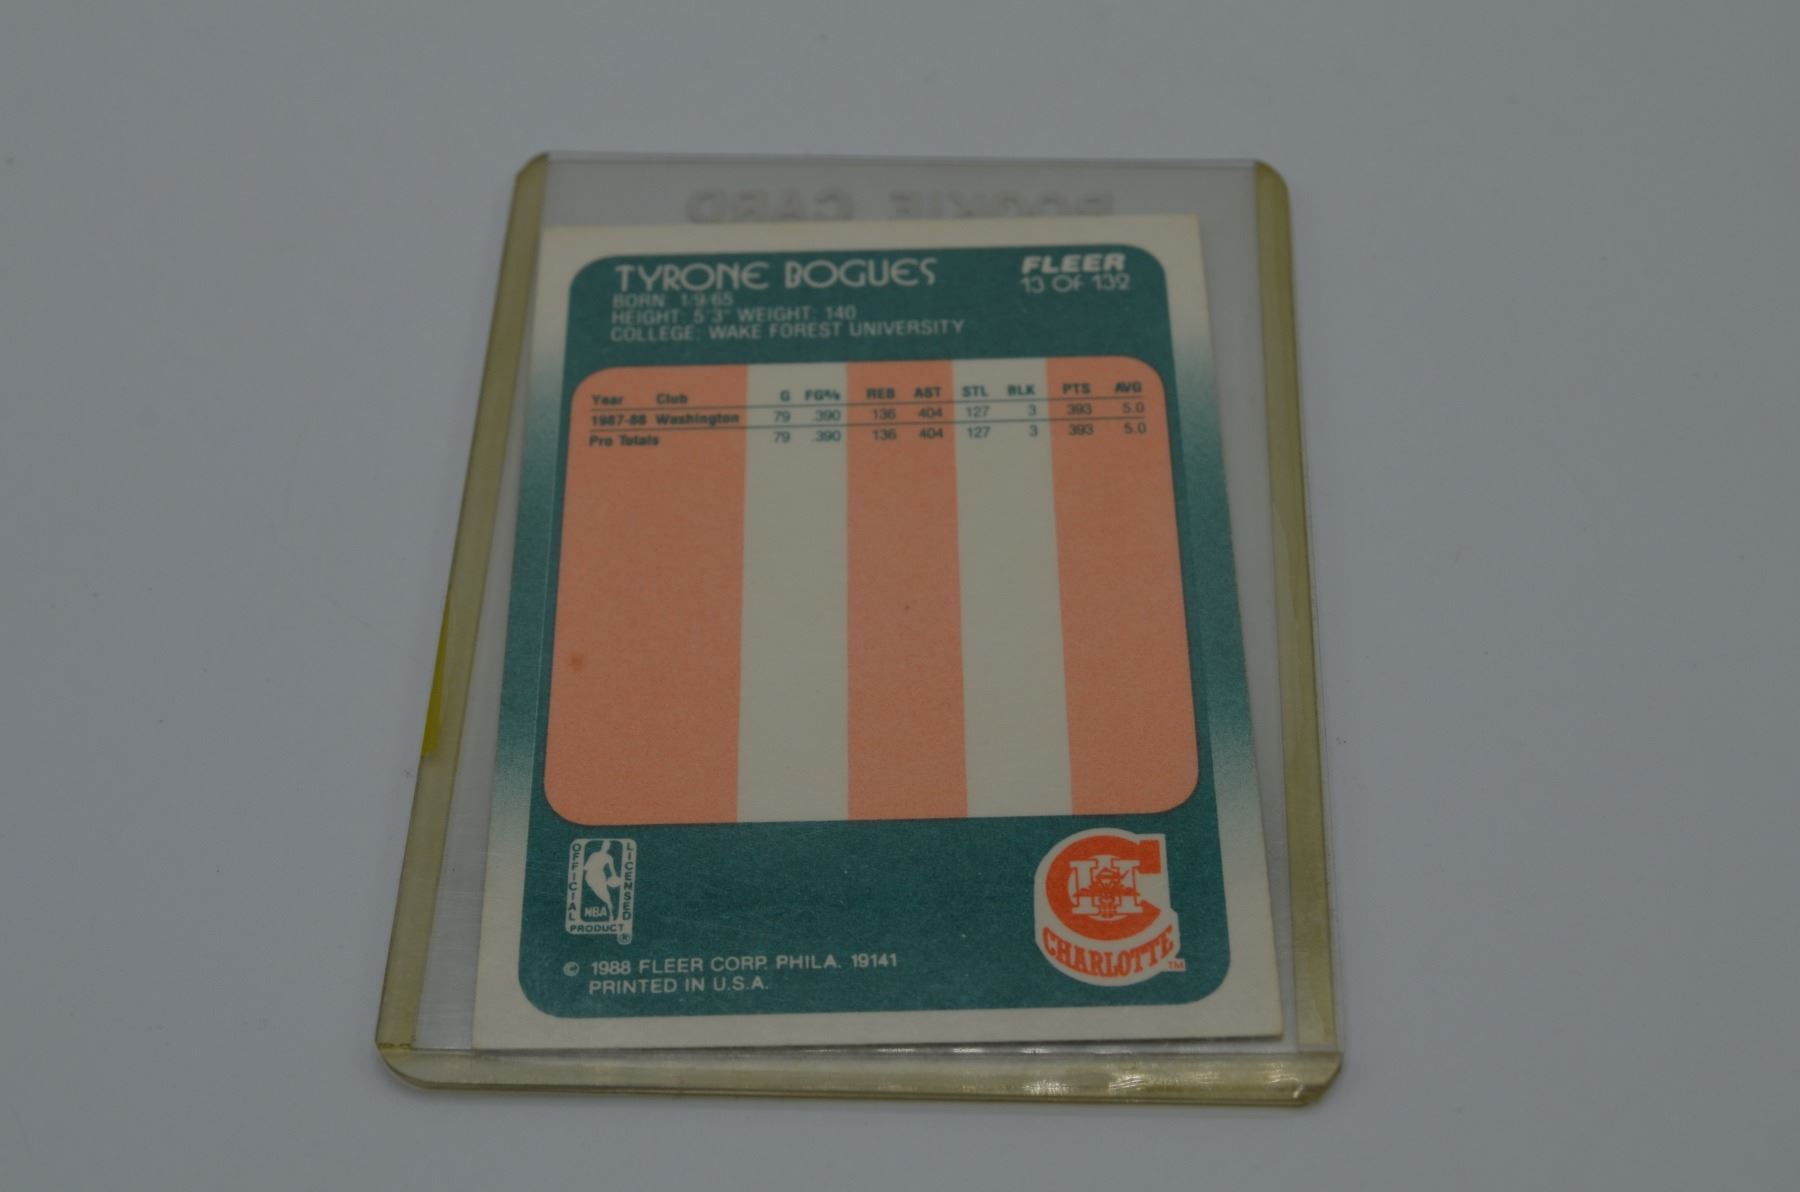 ROOKIE CARD
TYRONE BOGUES
FLEER
13 OF 132
BORN: 1/9/65
HEIGHT: 5'3" WEIGHT: 140
COLLEGE: WAKE FOREST UNIVERSITY
Year Club G FG% REB AST STL BLK PTS AVG
1987-88 Washington 79 .390 136 404 127 3 393 5.0
Pro Totals 79 .390 136 404 127 3 393 5.0
OFFICIAL
LICENSED
NBA
PRODUCT
®
CHARLOTTE
TM
© 1988 FLEER CORP. PHILA. 19141
PRINTED IN U.S.A.